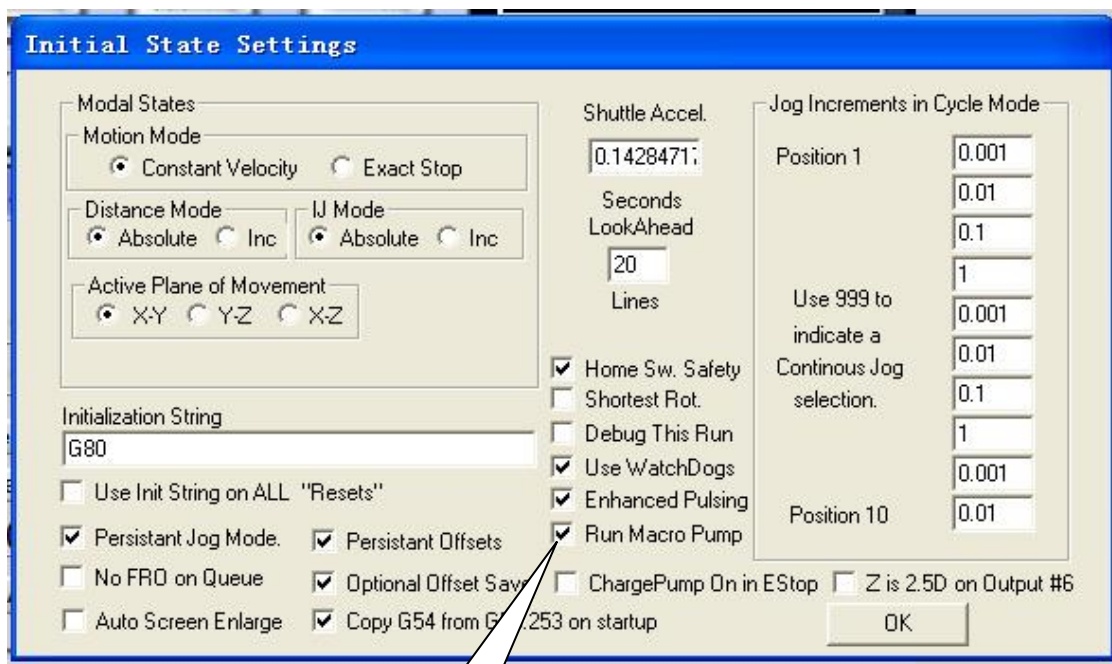 Initial State Settings
Modal States
Motion Mode
Constant Velocity
Exact Stop
Distance Mode
Absolute
Inc
IJ Mode
Absolute
Inc
Active Plane of Movement
X-Y
Y-Z
X-Z
Initialization String
G80
Use Init String on ALL "Resets"
Persistant Jog Mode.
Persistant Offsets
No FRO on Queue
Optional Offset Save
Auto Screen Enlarge
Copy G54 from 253 on startup
Shuttle Accel.
0.14284717
Seconds
LookAhead
20
Lines
Home Sw. Safety
Shortest Rot.
Debug This Run
Use WatchDogs
Enhanced Pulsing
Run Macro Pump
ChargePump On in EStop
Z is 2.5D on Output #6
Jog Increments in Cycle Mode
Position 1
0.001
0.01
0.1
1
Use 999 to
indicate a
Continous Jog
selection.
0.001
0.01
0.1
1
0.001
Position 10
0.01
OK